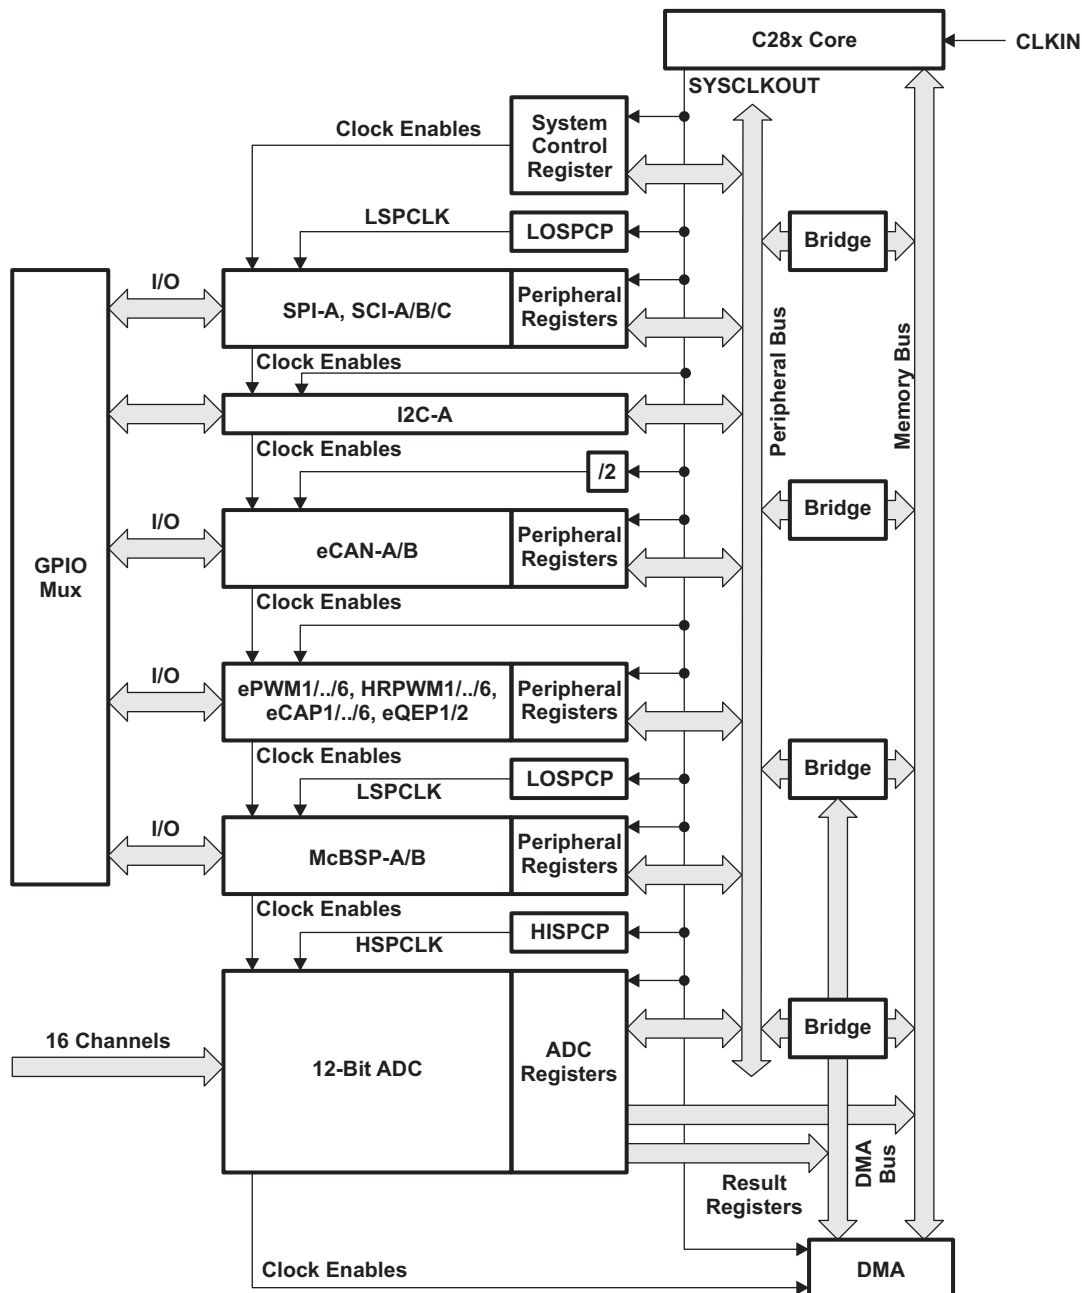 C28x Core
CLKIN
SYSCLKOUT
System
Control
Register
Clock Enables
LSPCLK
LOSPCP
Bridge
I/O
SPI-A, SCI-A/B/C
Peripheral
Registers
Peripheral Bus
Memory Bus
Clock Enables
I2C-A
Clock Enables
/2
Bridge
I/O
eCAN-A/B
Peripheral
Registers
GPIO
Mux
Clock Enables
I/O
ePWM1/../6, HRPWM1/../6,
eCAP1/../6, eQEP1/2
Peripheral
Registers
Clock Enables
LSPCLK
LOSPCP
Bridge
I/O
McBSP-A/B
Peripheral
Registers
Clock Enables
HSPCLK
HISPCP
16 Channels
12-Bit ADC
ADC
Registers
Bridge
DMA
Bus
Result
Registers
Clock Enables
DMA